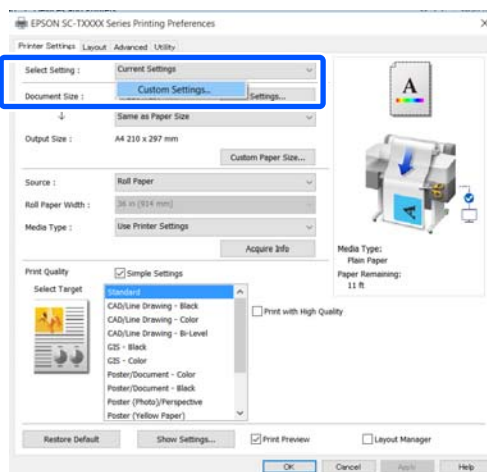 EPSON SC-TXXXX Series Printing Preferences
Printer Settings Layout Advanced Utility
Select Setting : Current Settings
Custom Settings...
Document Size : Settings...
Same as Paper Size
Output Size : A4 210 x 297 mm
Custom Paper Size...
Source : Roll Paper
Roll Paper Width : 36 in (914 mm)
Media Type : Use Printer Settings
Acquire Info
Media Type:
Plain Paper
Paper Remaining:
11 ft
Print Quality Simple Settings
Select Target
Standard
CAD/Line Drawing - Black
CAD/Line Drawing - Color
CAD/Line Drawing - Bi-Level
GIS - Black
GIS - Color
Poster/Document - Color
Poster/Document - Black
Poster (Photo)/Perspective
Poster (Yellow Paper)
Print with High Quality
A
A
Restore Default Show Settings... Print Preview Layout Manager
OK Cancel Apply Help